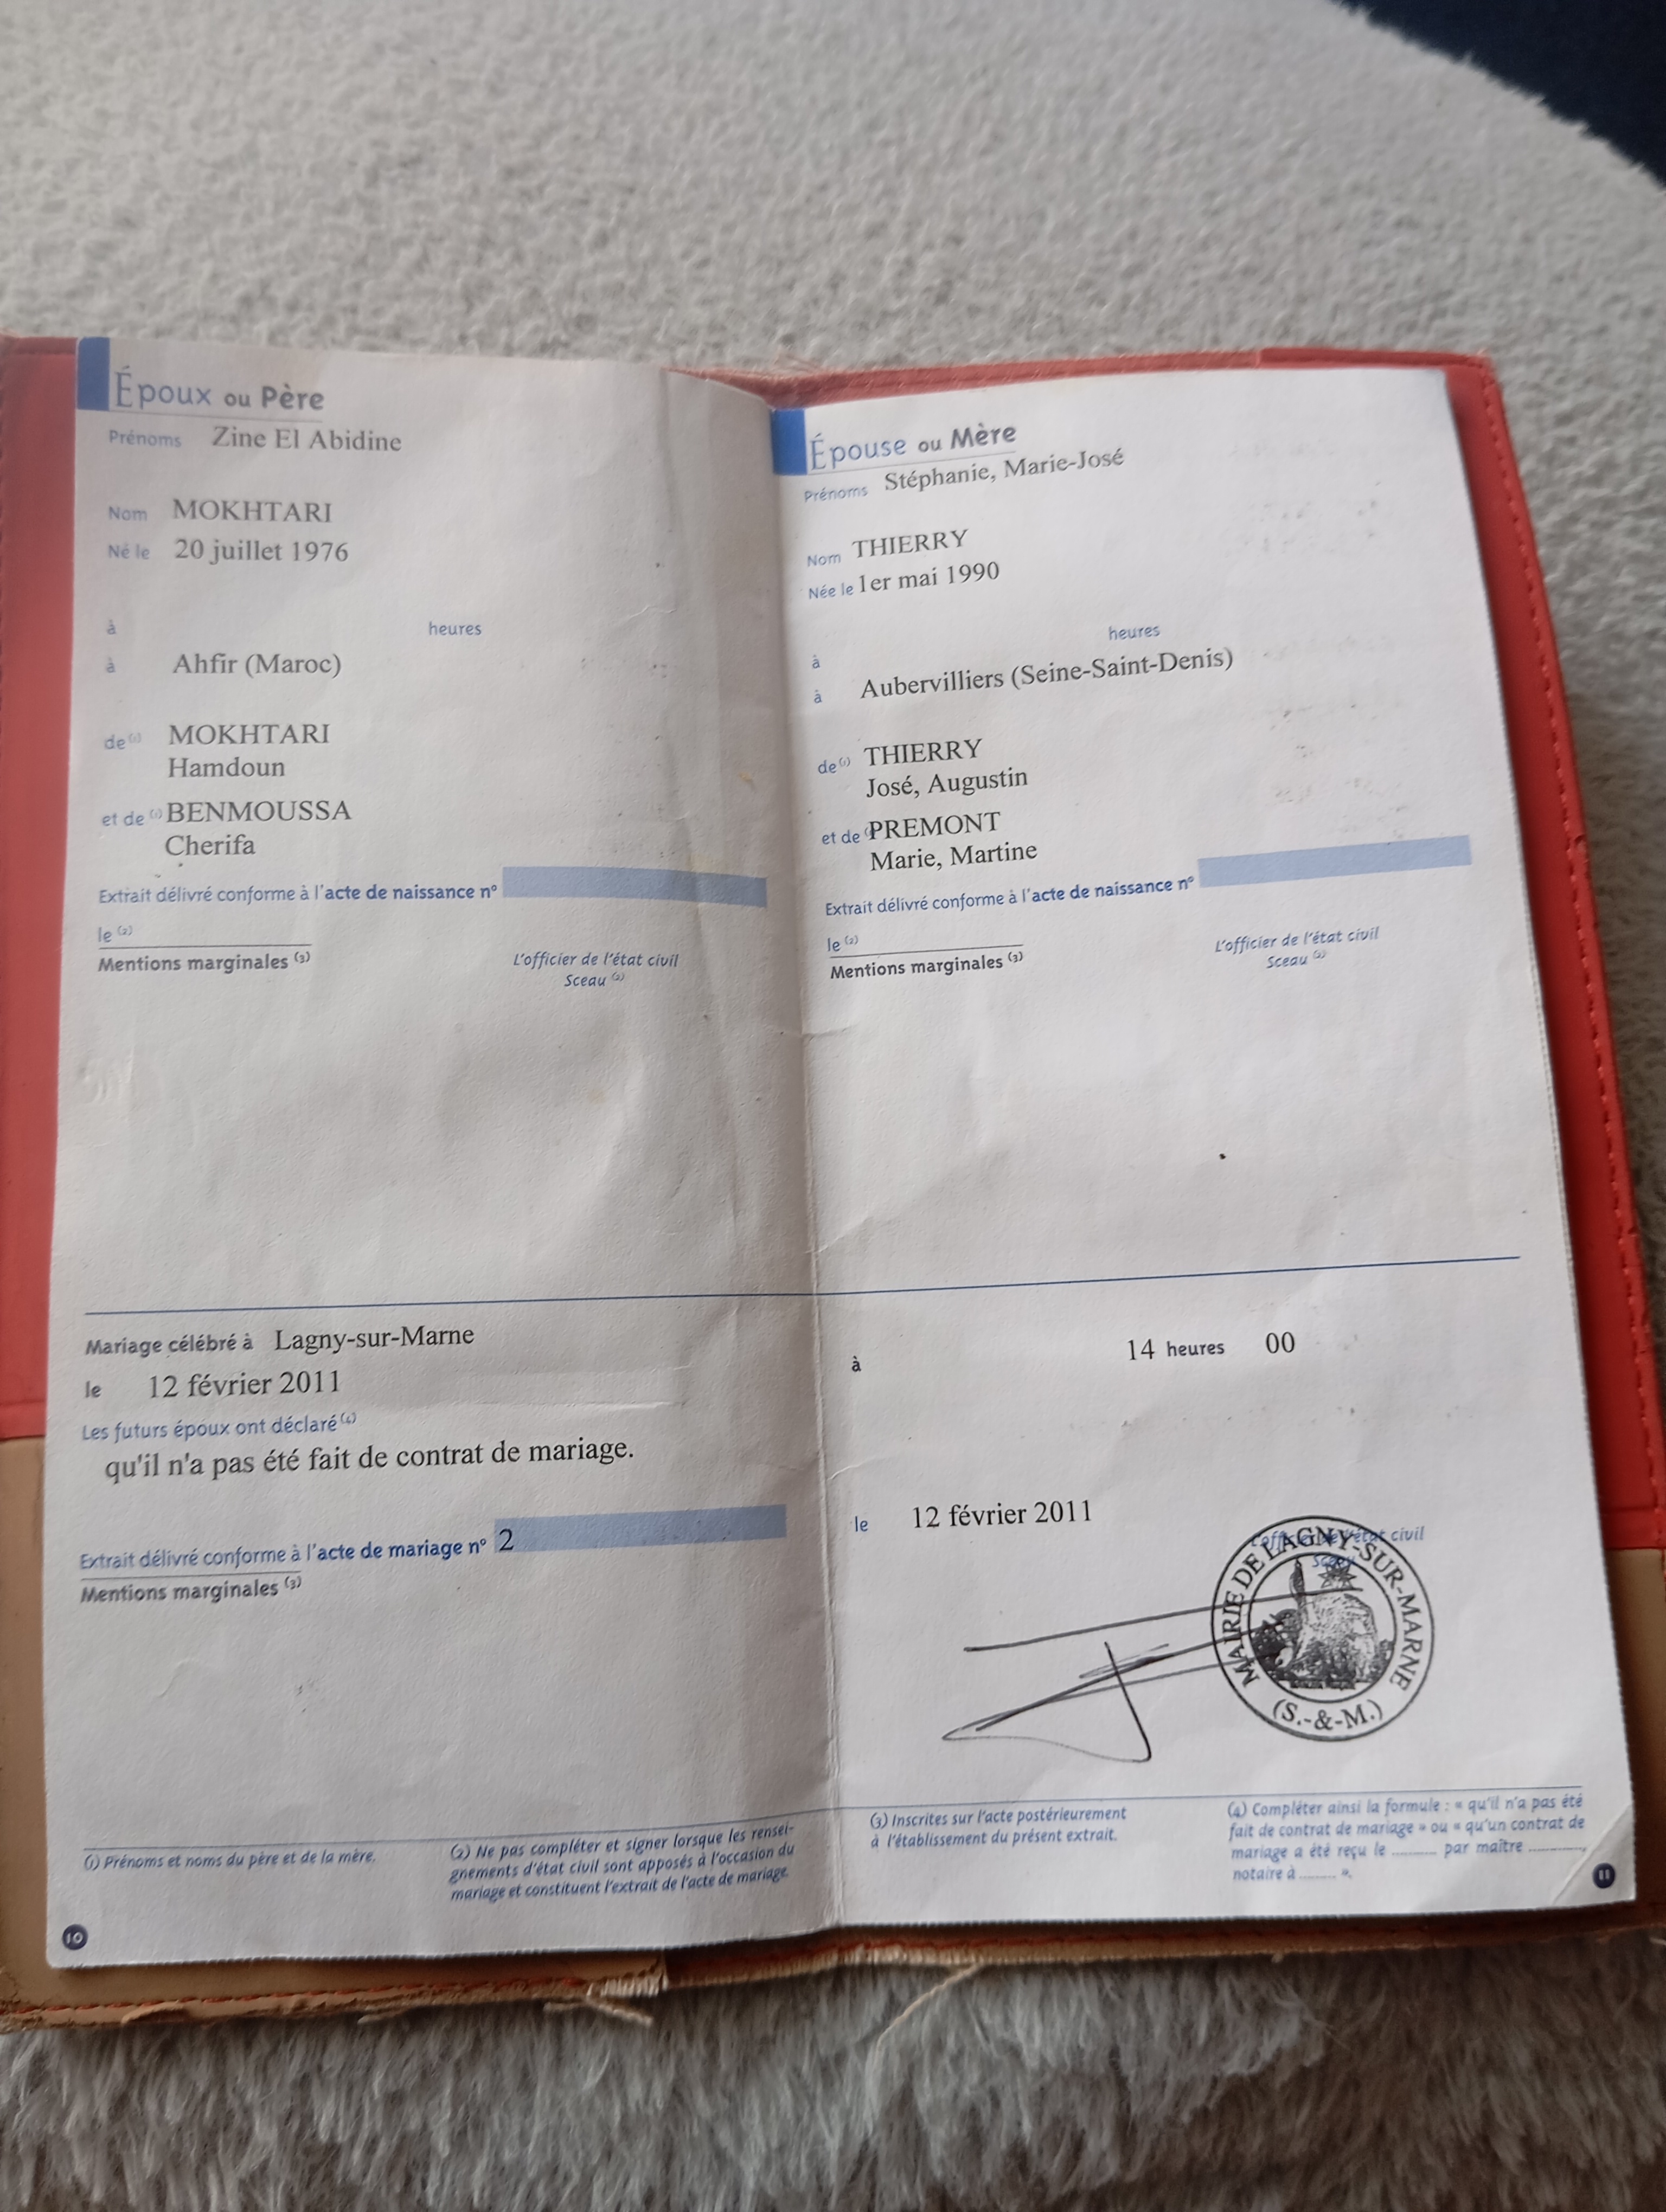 Époux ou Père
Prénoms Zine El Abidine
Nom MOKHTARI
Né le 20 juillet 1976
à heures
à Ahfir (Maroc)
de (1) MOKHTARI
Hamdoun
et de (1) BENMOUSSA
Cherifa
Extrait délivré conforme à l'acte de naissance n°
le (2)
Mentions marginales (3)
L'officier de l'état civil
Sceau (2)
Mariage célébré à Lagny-sur-Marne
le 12 février 2011
Les futurs époux ont déclaré (4)
qu'il n'a pas été fait de contrat de mariage.
Extrait délivré conforme à l'acte de mariage n° 2
Mentions marginales (3)
(1) Prénoms et noms du père et de la mère.
(2) Ne pas compléter et signer lorsque les rensei-
gnements d'état civil sont apposés à l'occasion du
mariage et constituent l'extrait de l'acte de mariage.
10
Épouse ou Mère
Prénoms Stéphanie, Marie-José
Nom THIERRY
Née le 1er mai 1990
à heures
à Aubervilliers (Seine-Saint-Denis)
de (1) THIERRY
José, Augustin
et de PREMONT
Marie, Martine
Extrait délivré conforme à l'acte de naissance n°
le (2)
Mentions marginales (3)
L'officier de l'état civil
Sceau (2)
à 14 heures 00
le 12 février 2011
L'officier de l'état civil
Sceau
MAIRIE DE LAGNY-SUR-MARNE
(S.-&-M.)
(3) Inscrites sur l'acte postérieurement
à l'établissement du présent extrait.
(4) Compléter ainsi la formule : « qu'il n'a pas été
fait de contrat de mariage » ou « qu'un contrat de
mariage a été reçu le .......... par maître ............,
notaire à ........ ».
11